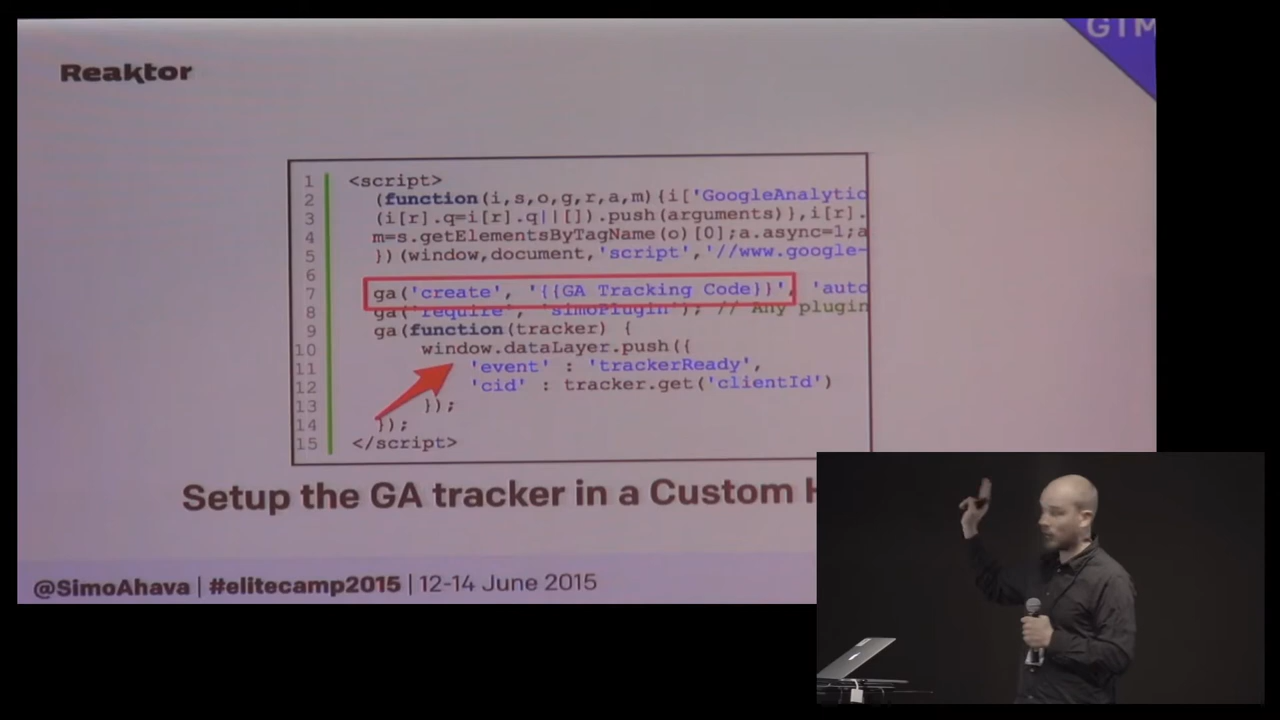 GTM
Reaktor
1 <script>
2 (function(i,s,o,g,r,a,m){i['GoogleAnalytic
3 (i[r].q=i[r].q||[]).push(arguments)},i[r].
4 m=s.getElementsByTagName(o)[0];a.async=1;a
5 })(window,document,'script','//www.google-
6
7 ga('create', '{{GA Tracking Code}}', 'auto
8 ga('require', 'simoPlugin'); // Any plugin
9 ga(function(tracker) {
10 window.dataLayer.push({
11 'event' : 'trackerReady',
12 'cid' : tracker.get('clientId')
13 });
14 });
15 </script>
Setup the GA tracker in a Custom H
@SimoAhava | #elitecamp2015 | 12-14 June 2015